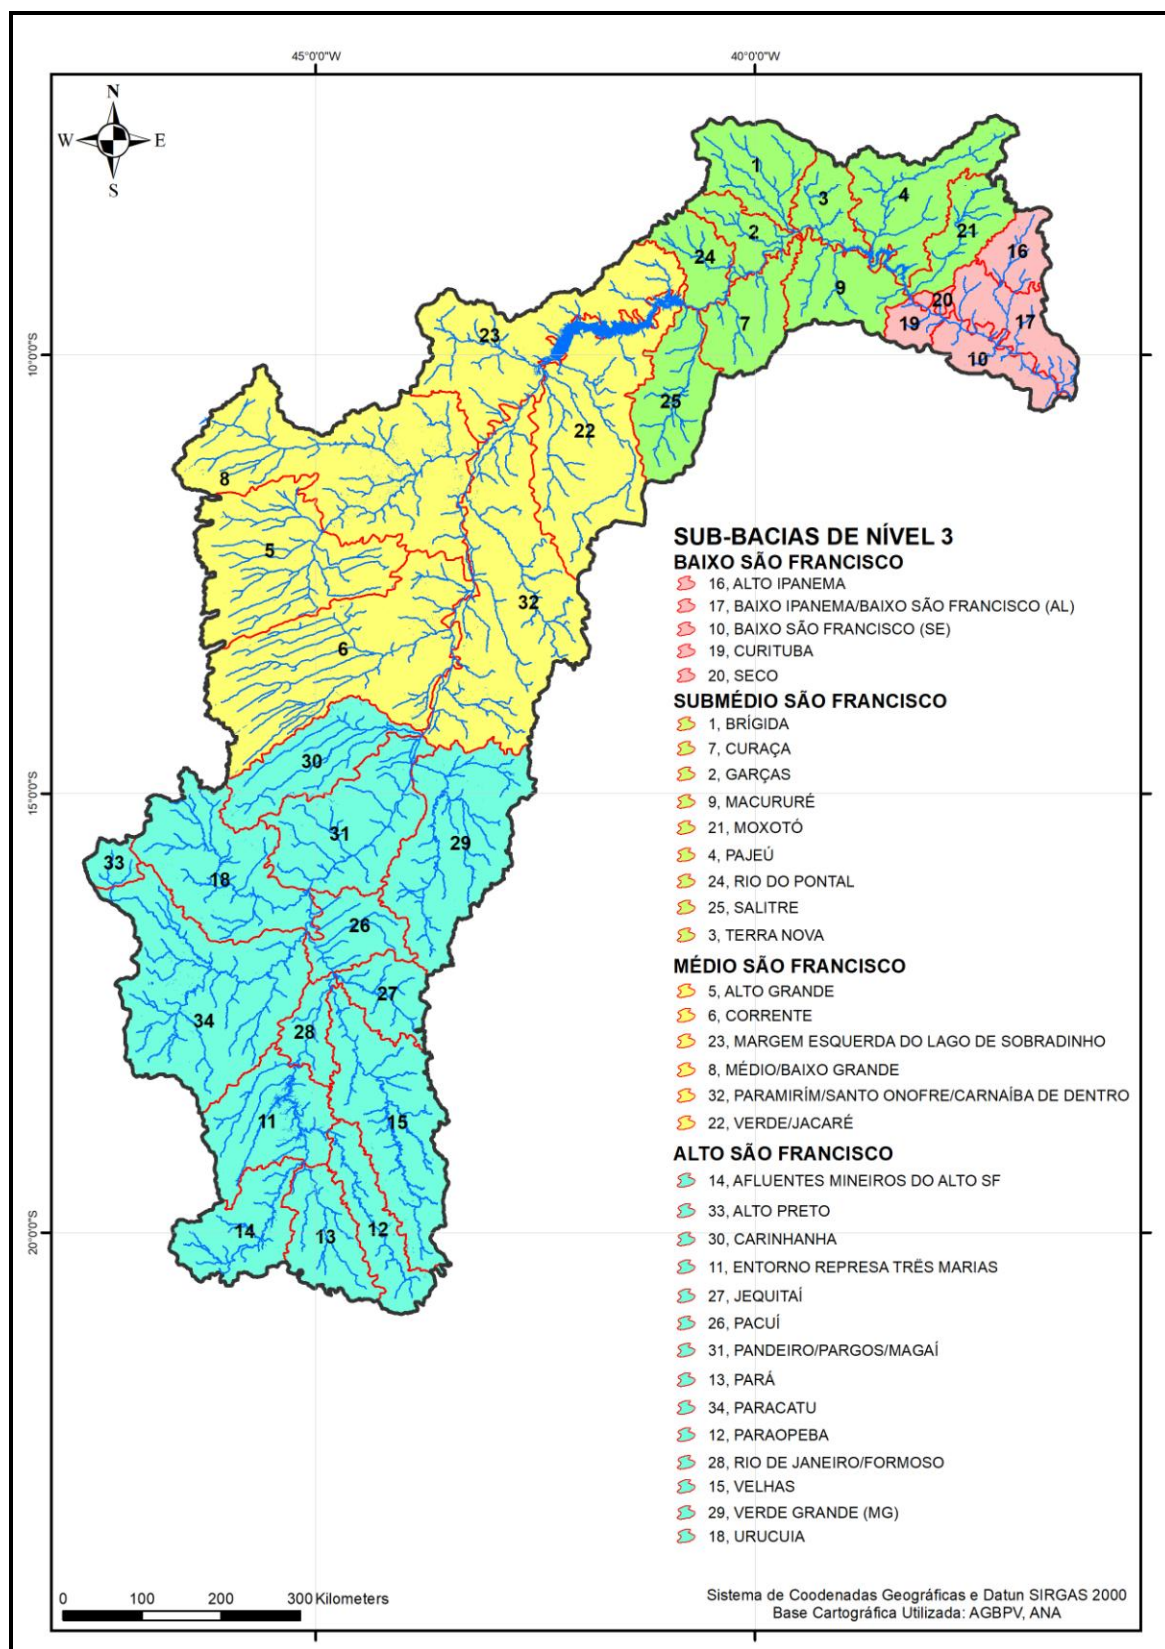 45°0'0"W
40°0'0"W
N
W
E
S
1
3
4
2
21
24
16
9
20
7
19
17
10
23
10°0'0"S
25
22
8
5
32
6
30
31
29
15°0'0"S
33
18
26
27
34
28
11
15
14
13
12
20°0'0"S
SUB-BACIAS DE NÍVEL 3
BAIXO SÃO FRANCISCO
16, ALTO IPANEMA
17, BAIXO IPANEMA/BAIXO SÃO FRANCISCO (AL)
10, BAIXO SÃO FRANCISCO (SE)
19, CURITUBA
20, SECO
SUBMÉDIO SÃO FRANCISCO
1, BRÍGIDA
7, CURAÇA
2, GARÇAS
9, MACURURÉ
21, MOXOTÓ
4, PAJEÚ
24, RIO DO PONTAL
25, SALITRE
3, TERRA NOVA
MÉDIO SÃO FRANCISCO
5, ALTO GRANDE
6, CORRENTE
23, MARGEM ESQUERDA DO LAGO DE SOBRADINHO
8, MÉDIO/BAIXO GRANDE
32, PARAMIRÍM/SANTO ONOFRE/CARNAÍBA DE DENTRO
22, VERDE/JACARÉ
ALTO SÃO FRANCISCO
14, AFLUENTES MINEIROS DO ALTO SF
33, ALTO PRETO
30, CARINHANHA
11, ENTORNO REPRESA TRÊS MARIAS
27, JEQUITAÍ
26, PACUÍ
31, PANDEIRO/PARGOS/MAGAÍ
13, PARÁ
34, PARACATU
12, PARAOPEBA
28, RIO DE JANEIRO/FORMOSO
15, VELHAS
29, VERDE GRANDE (MG)
18, URUCUIA
0 100 200 300 Kilometers
Sistema de Coodenadas Geográficas e Datun SIRGAS 2000
Base Cartográfica Utilizada: AGBPV, ANA